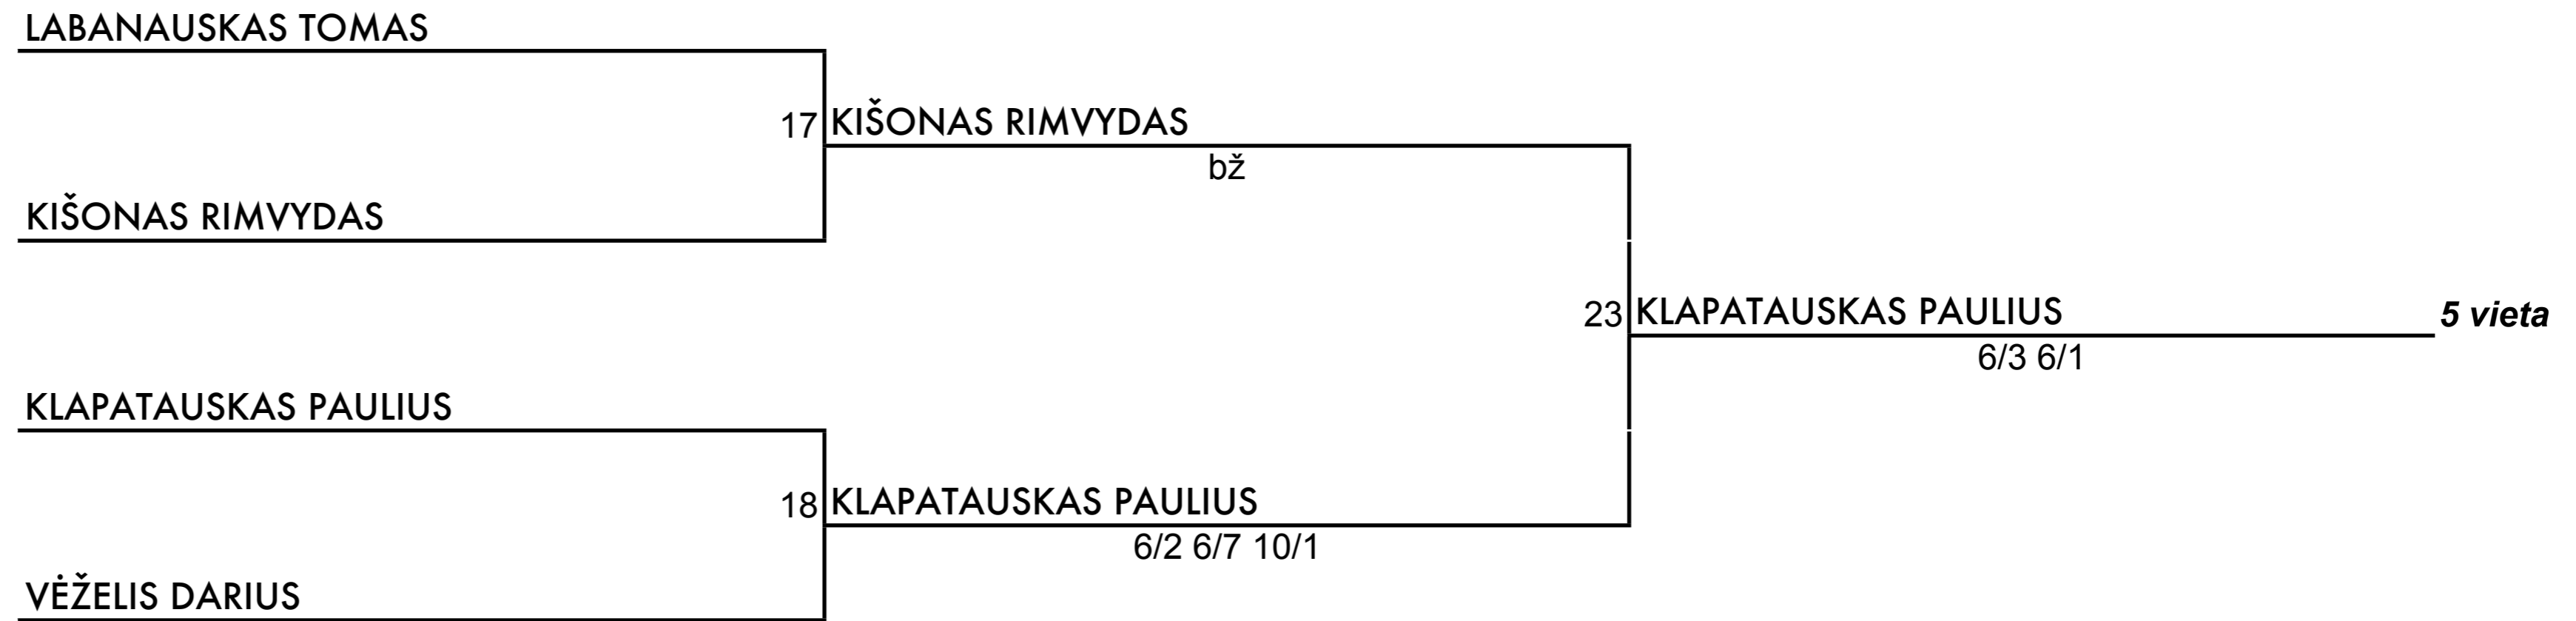 LABANAUSKAS TOMAS
17 KIŠONAS RIMVYDAS
bž
KIŠONAS RIMVYDAS
23 KLAPATAUSKAS PAULIUS 5 vieta
6/3 6/1
KLAPATAUSKAS PAULIUS
18 KLAPATAUSKAS PAULIUS
6/2 6/7 10/1
VĖŽELIS DARIUS